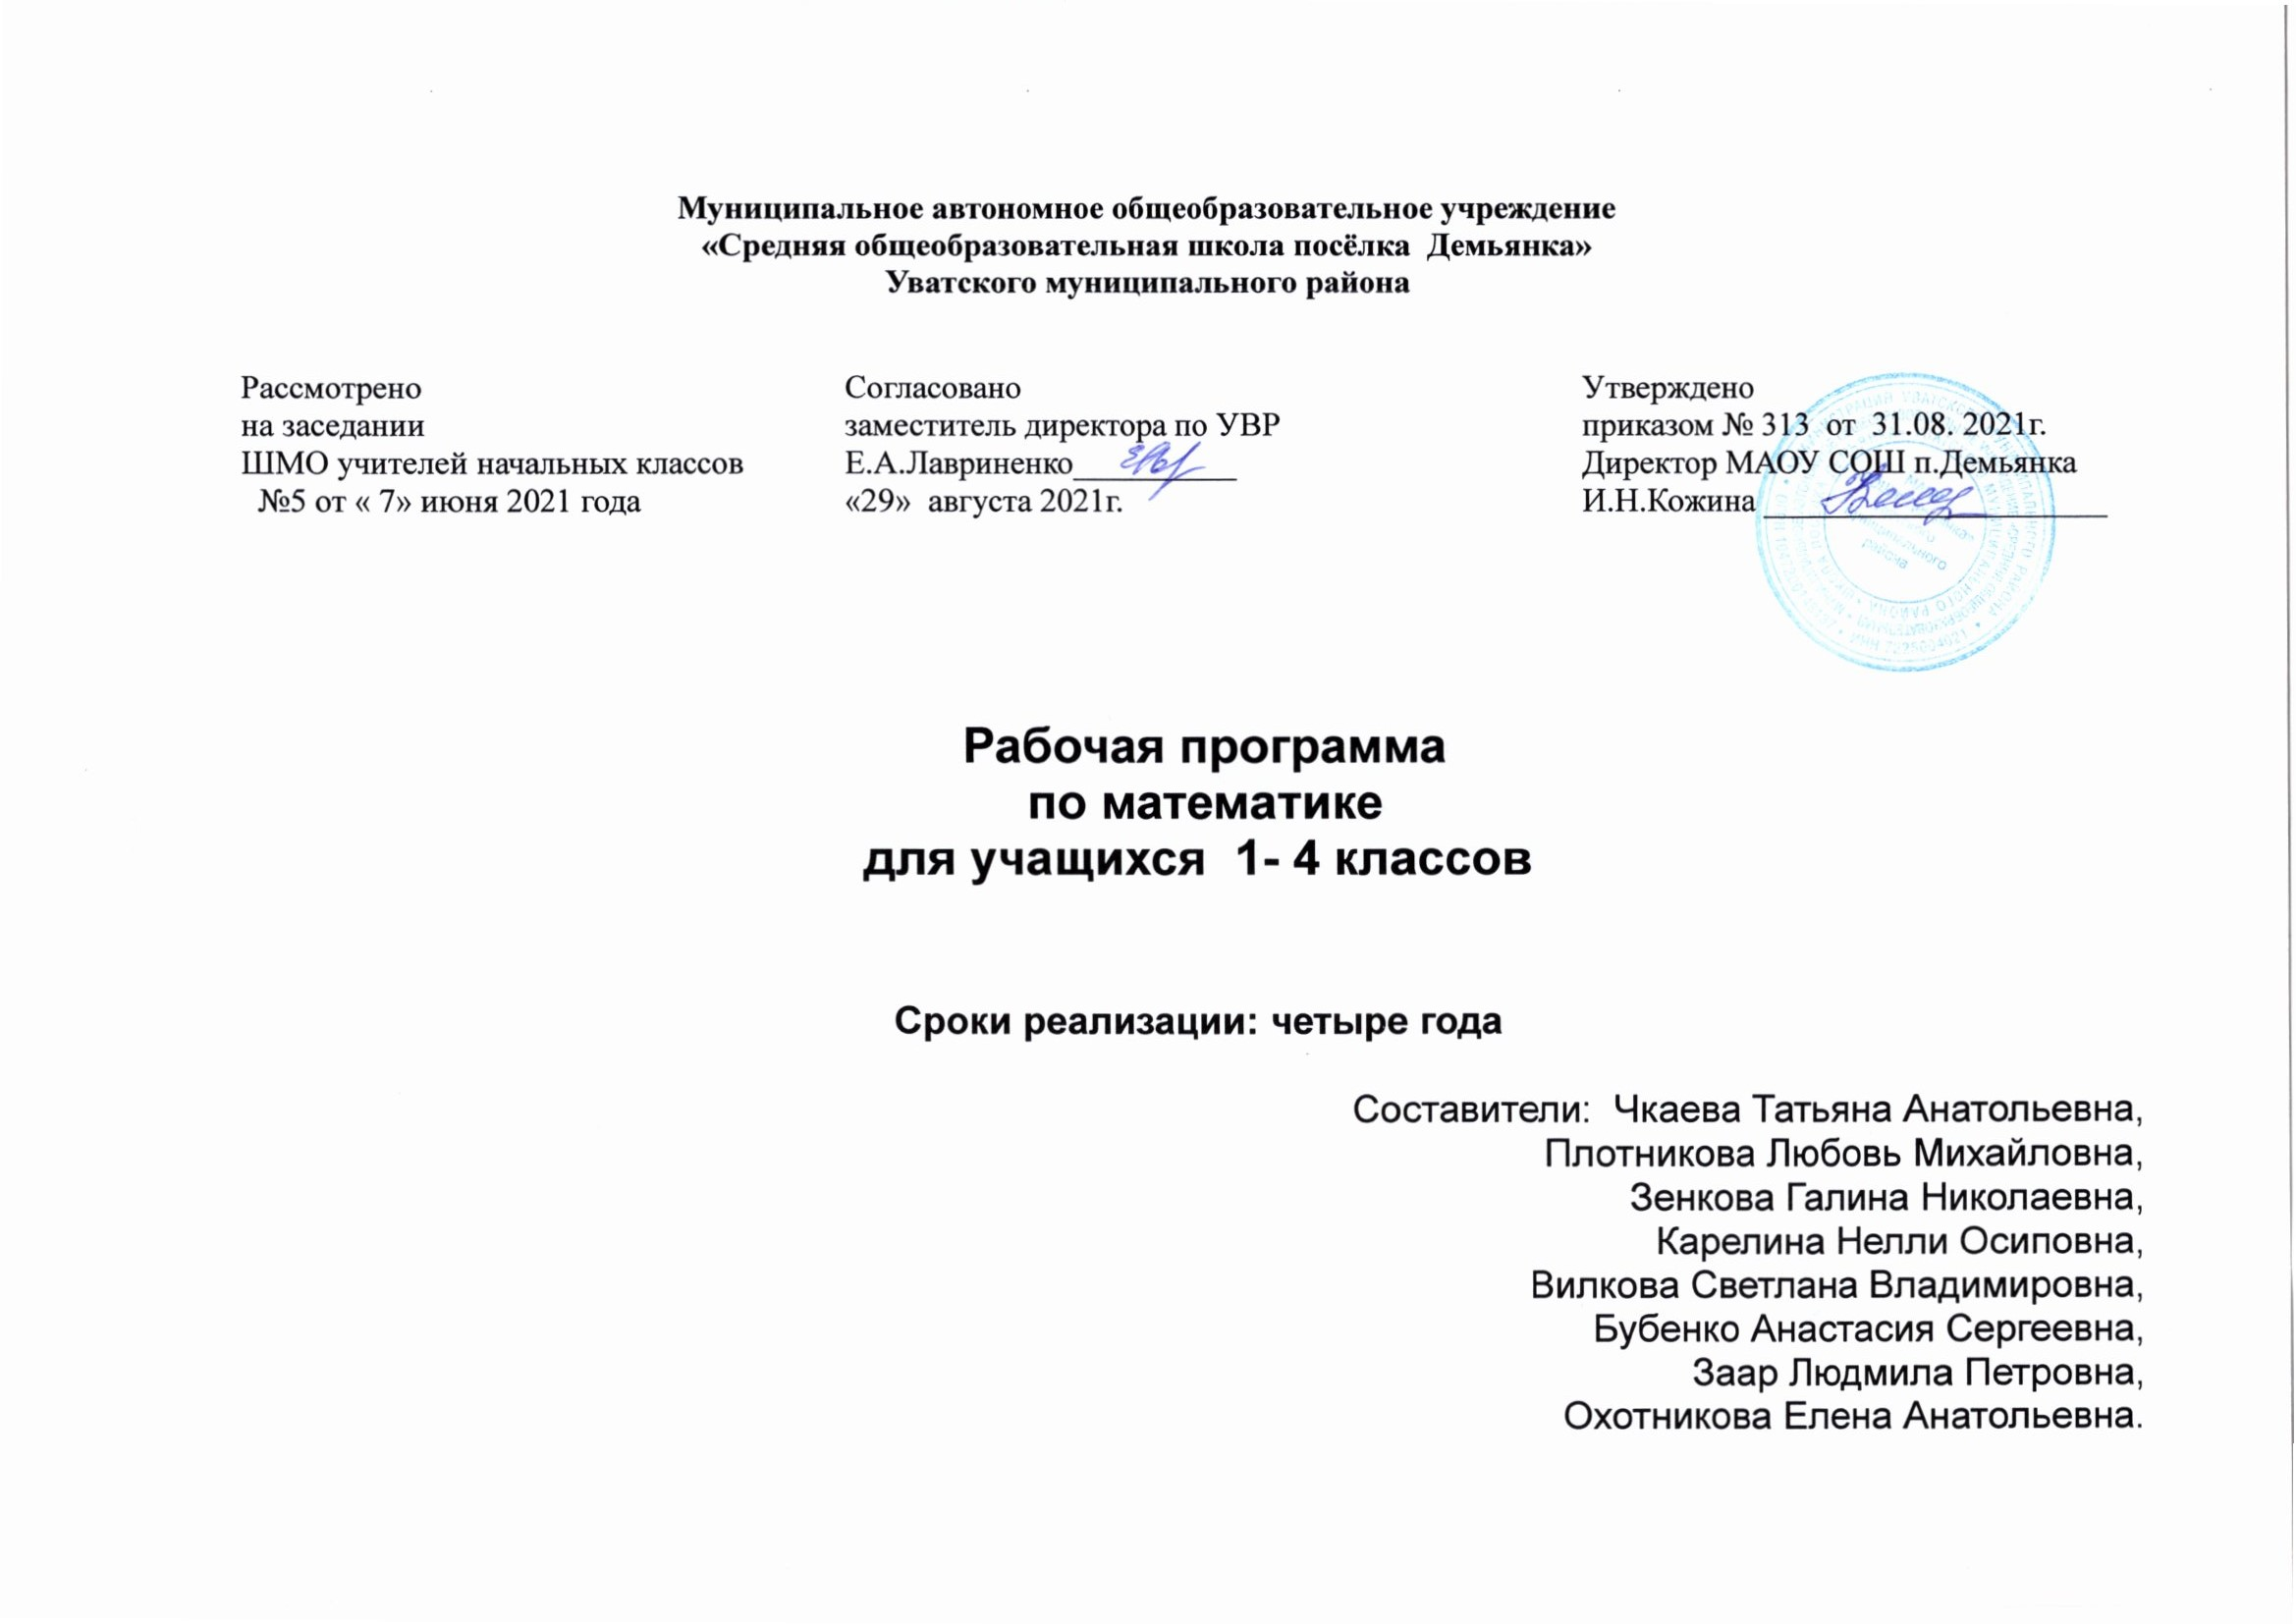 Муниципальное автономное общеобразовательное учреждение
«Средняя общеобразовательная школа посёлка Демьянка»
Уватского муниципального района
Рассмотрено
на заседании
ШМО учителей начальных классов
№5 от « 7» июня 2021 года
Согласовано
заместитель директора по УВР
Е.А.Лавриненко____________
«29» августа 2021г.
Утверждено
приказом № 313 от 31.08. 2021г.
Директор МАОУ СОШ п.Демьянка
И.Н.Кожина ____________________
района
Рабочая программа
по математике
для учащихся 1- 4 классов
Сроки реализации: четыре года
Составители: Чкаева Татьяна Анатольевна,
Плотникова Любовь Михайловна,
Зенкова Галина Николаевна,
Карелина Нелли Осиповна,
Вилкова Светлана Владимировна,
Бубенко Анастасия Сергеевна,
Заар Людмила Петровна,
Охотникова Елена Анатольевна.